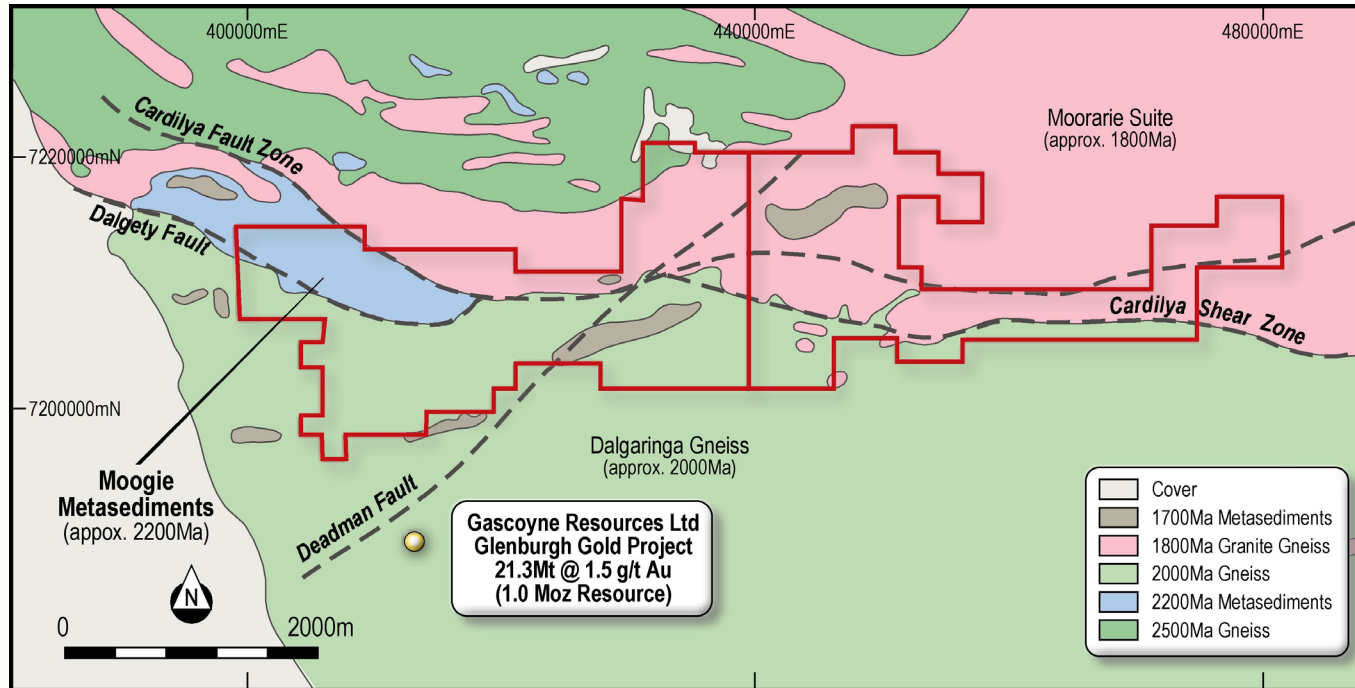 400000mE
440000mE
480000mE
7220000mN
7200000mN
Cardilya Fault Zone
Dalgety Fault
Moorarie Suite
(approx. 1800Ma)
Cardilya Shear Zone
Dalgaringa Gneiss
(approx. 2000Ma)
Deadman Fault
Moogie
Metasediments
(appox. 2200Ma)
Gascoyne Resources Ltd
Glenburgh Gold Project
21.3Mt @ 1.5 g/t Au
(1.0 Moz Resource)
N
0
2000m
Cover
1700Ma Metasediments
1800Ma Granite Gneiss
2000Ma Gneiss
2200Ma Metasediments
2500Ma Gneiss